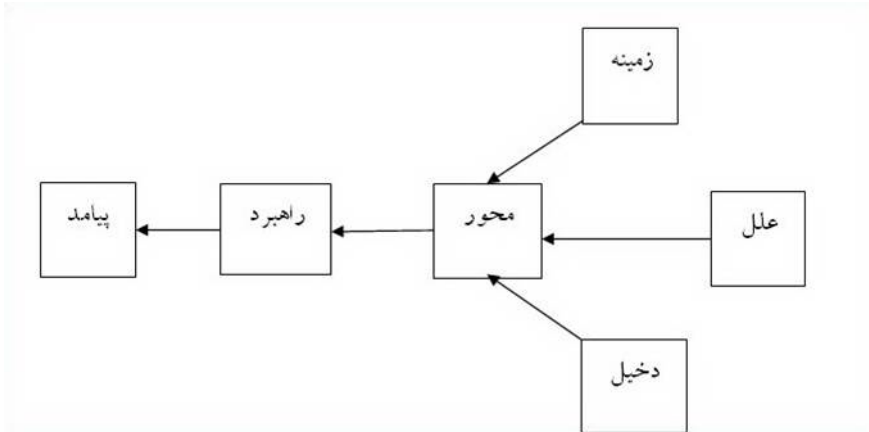 زمینه
علل
محور
راهبرد
پیامد
دخیل